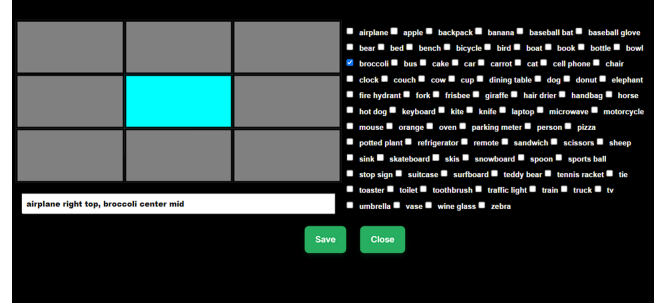 airplane apple backpack banana baseball bat baseball glove
bear bed bench bicycle bird boat book bottle bowl
broccoli bus cake car carrot cat cell phone chair
clock couch cow cup dining table dog donut elephant
fire hydrant fork frisbee giraffe hair drier handbag horse
hot dog keyboard kite knife laptop microwave motorcycle
mouse orange oven parking meter person pizza
potted plant refrigerator remote sandwich scissors sheep
sink skateboard skis snowboard spoon sports ball
stop sign suitcase surfboard teddy bear tennis racket tie
toaster toilet toothbrush traffic light train truck tv
umbrella vase wine glass zebra
airplane right top, broccoli center mid
Save Close